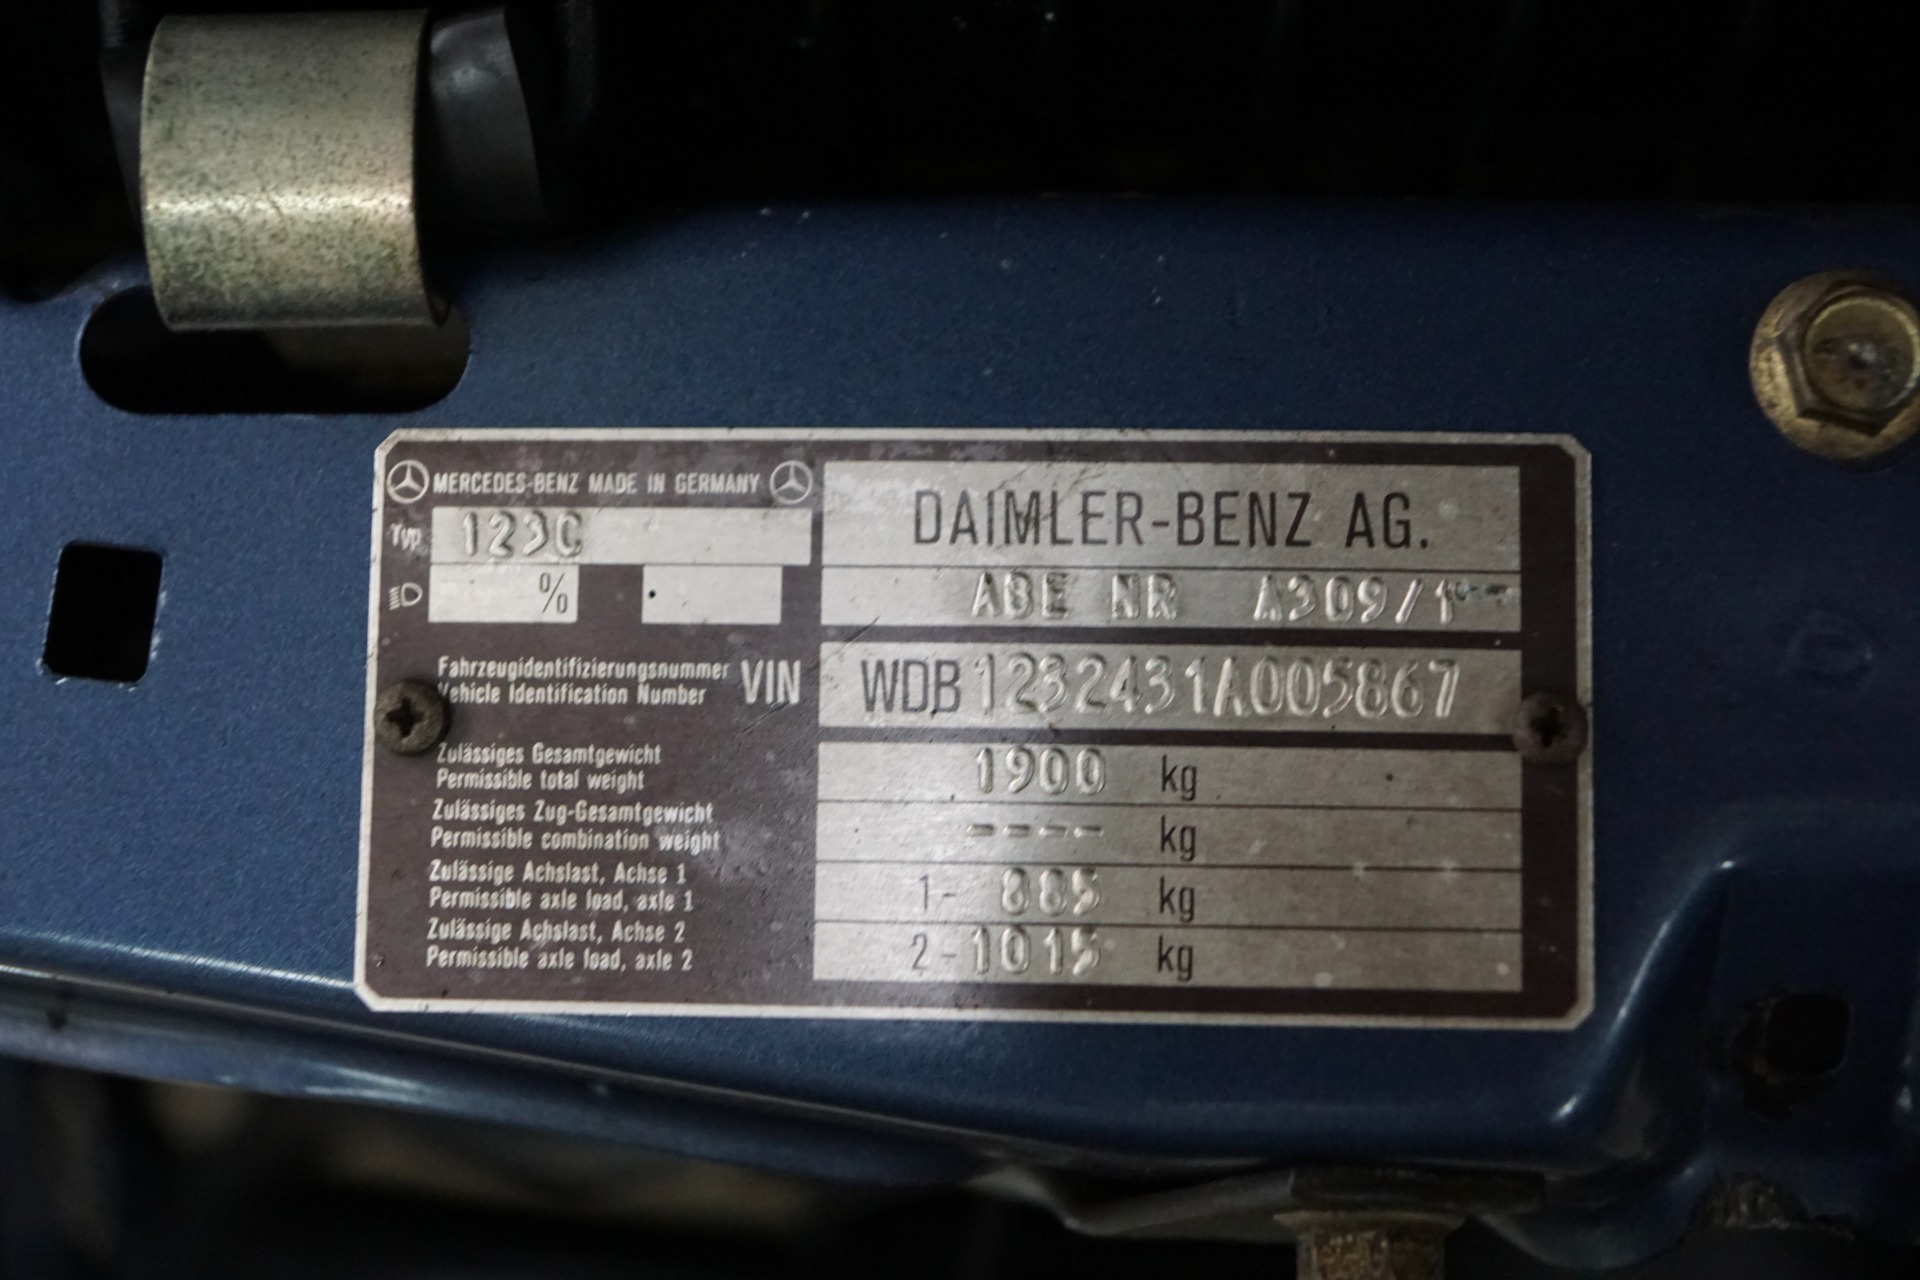 MERCEDES-BENZ MADE IN GERMANY
Typ 123C
%
DAIMLER-BENZ AG.
ABE NR A309/1
Fahrzeugidentifizierungsnummer
Vehicle Identification Number
VIN WDB1232431A005867
Zulässiges Gesamtgewicht
Permissible total weight
1900 kg
Zulässiges Zug-Gesamtgewicht
Permissible combination weight
---- kg
Zulässige Achslast, Achse 1
Permissible axle load, axle 1
1- 885 kg
Zulässige Achslast, Achse 2
Permissible axle load, axle 2
2-1015 kg